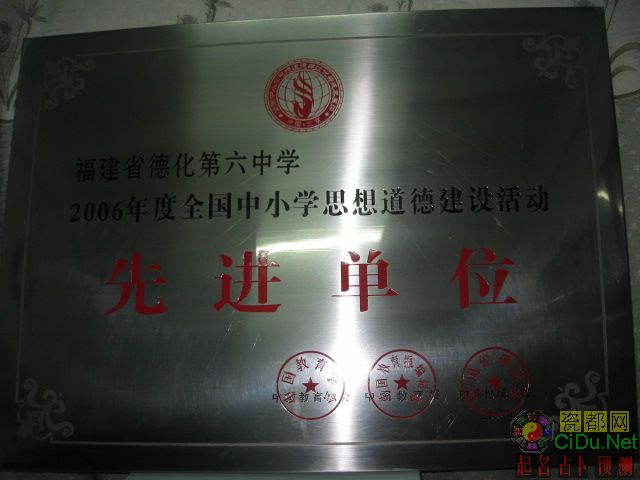 福建省德化第六中学
2006年度全国中小学思想道德建设活动
先进单位
瓷都网
CiDu.Net
起名占卜预测